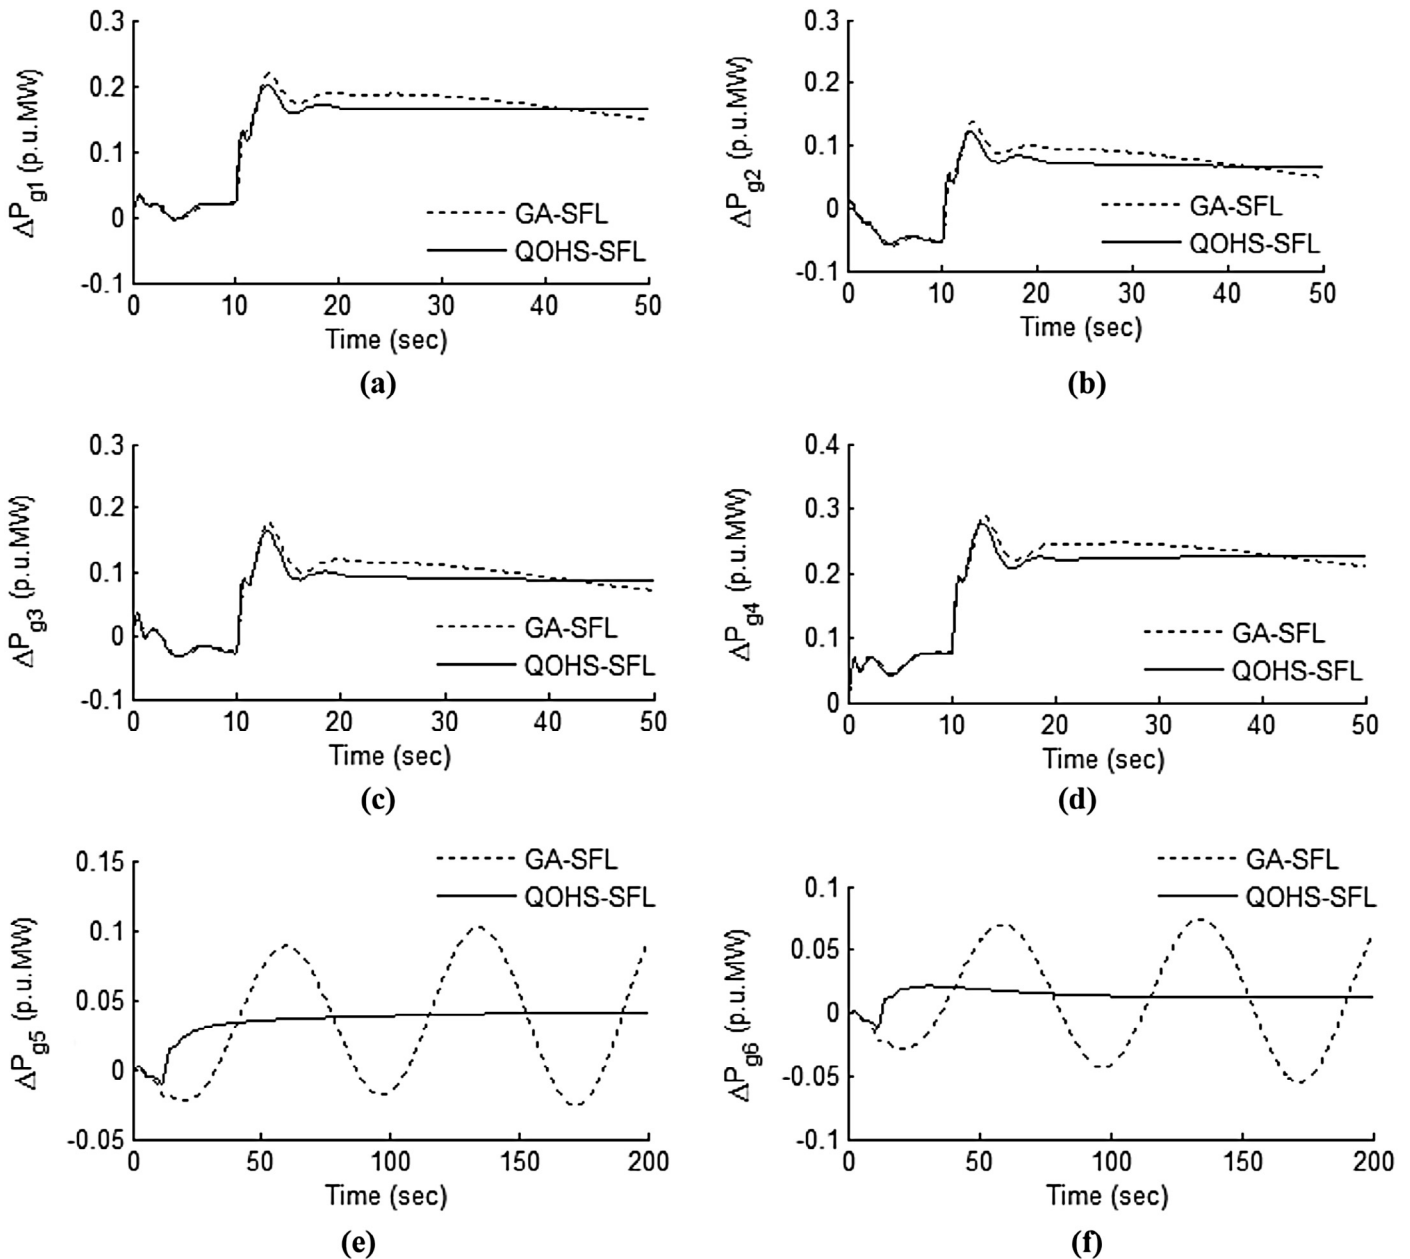 0.3
0.2
0.1
0
-0.1
ΔPg1 (p.u.MW)
GA-SFL
QOHS-SFL
0 10 20 30 40 50
Time (sec)
(a)
0.3
0.2
0.1
0
-0.1
ΔPg2 (p.u.MW)
GA-SFL
QOHS-SFL
0 10 20 30 40 50
Time (sec)
(b)
0.3
0.2
0.1
0
-0.1
ΔPg3 (p.u.MW)
GA-SFL
QOHS-SFL
0 10 20 30 40 50
Time (sec)
(c)
0.4
0.3
0.2
0.1
0
ΔPg4 (p.u.MW)
GA-SFL
QOHS-SFL
0 10 20 30 40 50
Time (sec)
(d)
0.15
0.1
0.05
0
-0.05
ΔPg5 (p.u.MW)
GA-SFL
QOHS-SFL
0 50 100 150 200
Time (sec)
(e)
0.1
0.05
0
-0.05
-0.1
ΔPg6 (p.u.MW)
GA-SFL
QOHS-SFL
0 50 100 150 200
Time (sec)
(f)